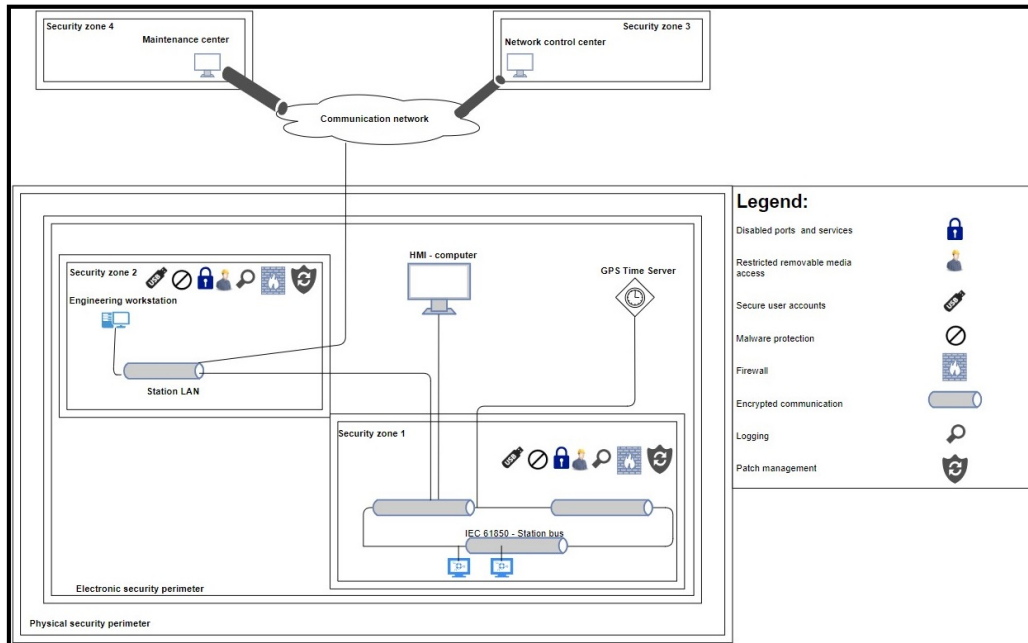 Security zone 4
Maintenance center
Security zone 3
Network control center
Communication network
Legend:
Disabled ports and services
Restricted removable media
access
Secure user accounts
Malware protection
Firewall
Encrypted communication
Logging
Patch management
Security zone 2
Engineering workstation
Station LAN
HMI - computer
GPS Time Server
Security zone 1
IEC 61850 - Station bus
Electronic security perimeter
Physical security perimeter
USB
USB
USB